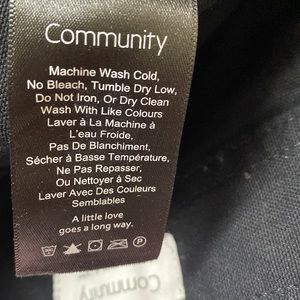 Community
Machine Wash Cold,
No Bleach, Tumble Dry Low,
Do Not Iron, Or Dry Clean
Wash With Like Colours
Laver à La Machine à
L'eau Froide,
Pas De Blanchiment,
Sécher à Basse Température,
Ne Pas Repasser,
Ou Nettoyer à Sec
Laver Avec Des Couleurs
Semblables
A little love
goes a long way.
P
Community